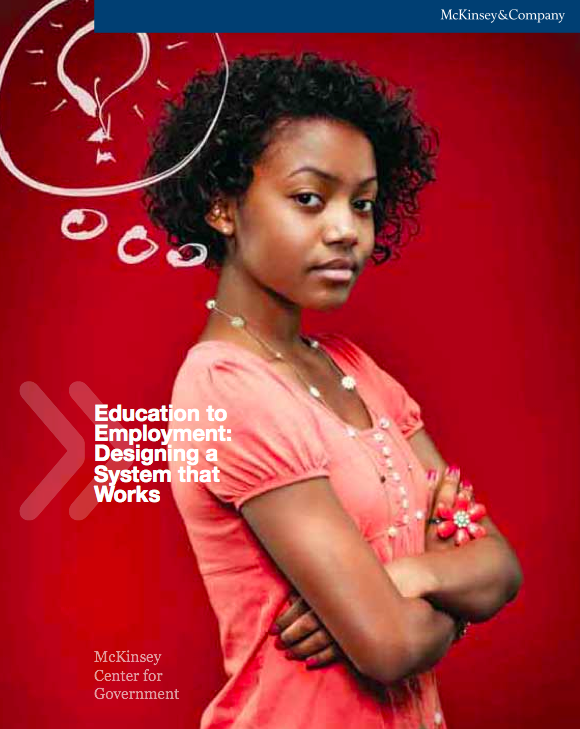 McKinsey&Company
Education to
Employment:
Designing a
System that
Works
McKinsey
Center for
Government